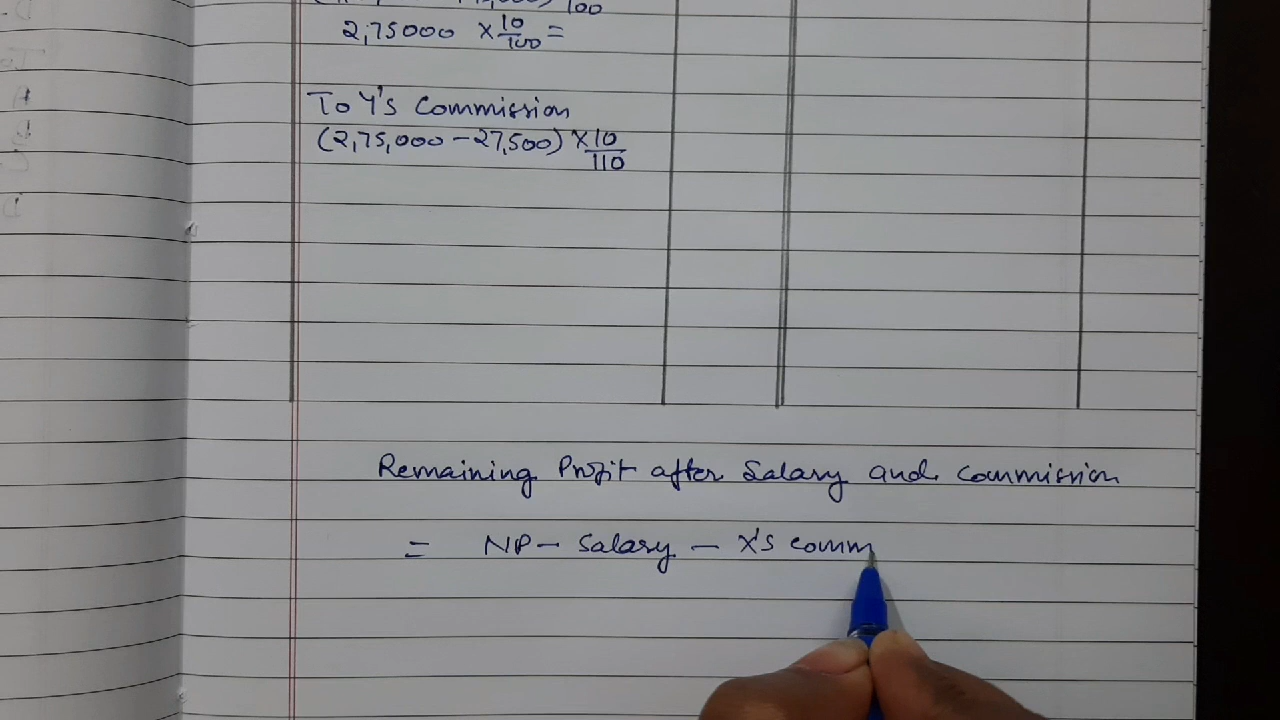 100
2,75000 × 10/100 =
To Y's Commission
(2,75,000 - 27,500) × 10/110
Remaining Profit after Salary and Commission
= NP - Salary - X's comm